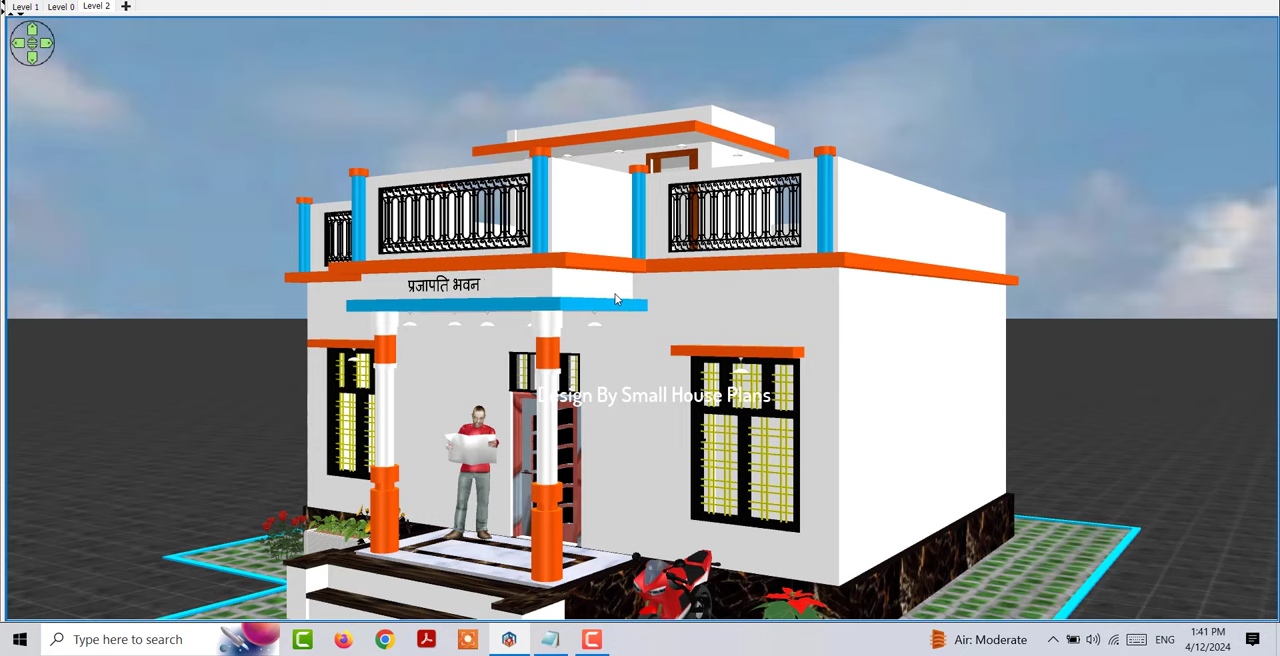 Level 1 Level 0 Level 2
प्रजापति भवन
Design By Small House Plans
Type here to search
Air: Moderate
ENG
1:41 PM
4/12/2024